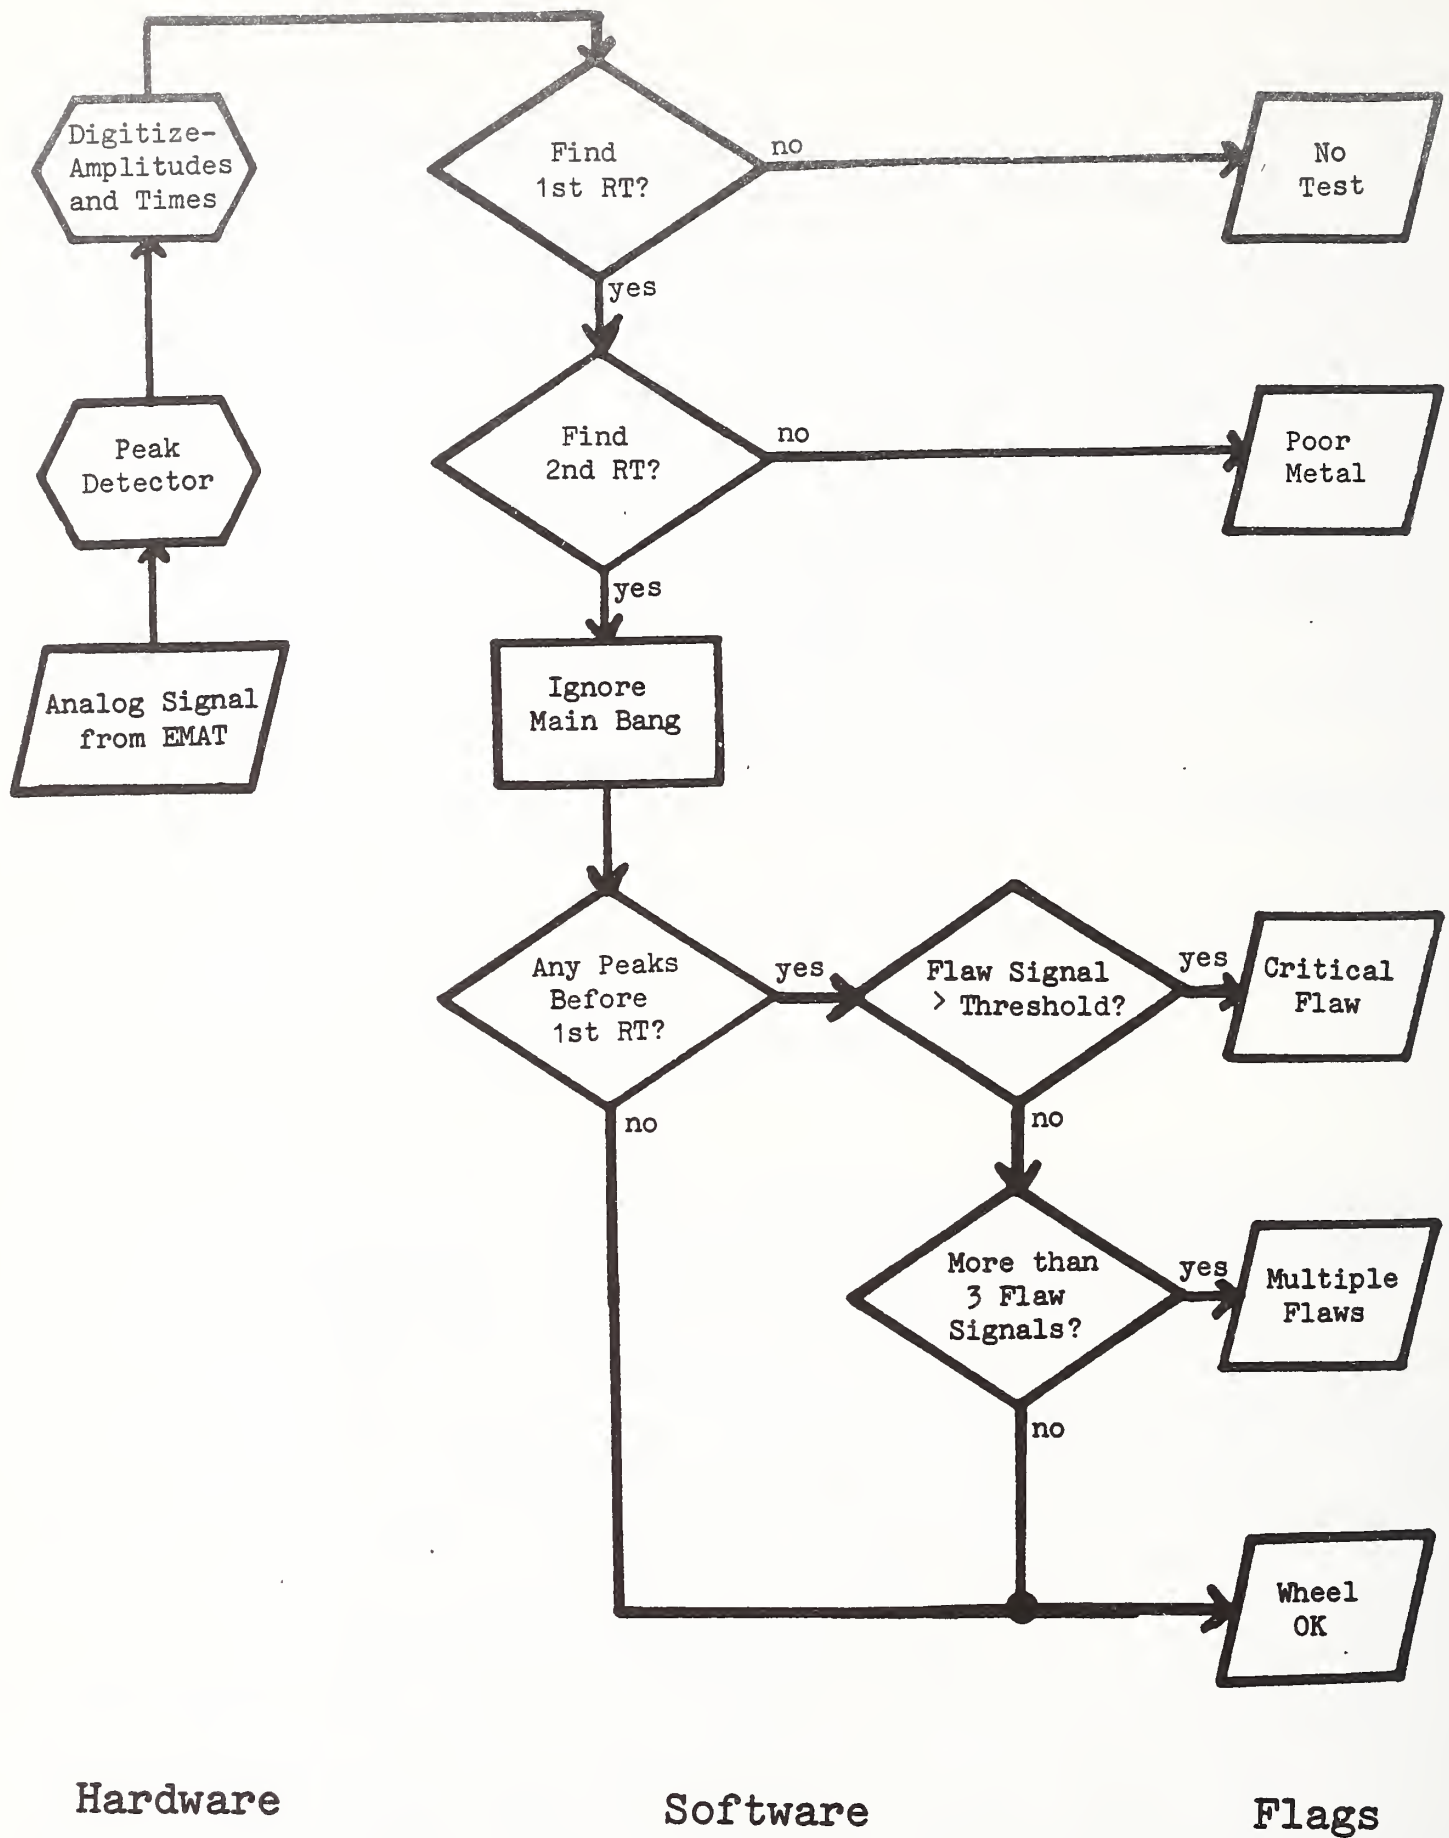 Digitize-
Amplitudes
and Times
Peak
Detector
Analog Signal
from EMAT
Find
1st RT?
no
No
Test
yes
Find
2nd RT?
no
Poor
Metal
yes
Ignore
Main Bang
Any Peaks
Before
1st RT?
yes
Flaw Signal
> Threshold?
yes
Critical
Flaw
no
no
More than
3 Flaw
Signals?
yes
Multiple
Flaws
no
Wheel
OK
Hardware
Software
Flags